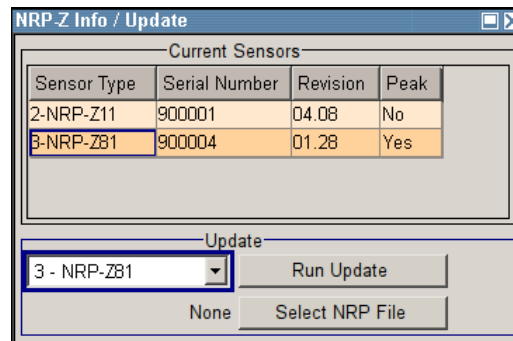 NRP-Z Info / Update
Current Sensors
Sensor Type Serial Number Revision Peak
2-NRP-Z11 900001 04.08 No
3-NRP-Z81 900004 01.28 Yes
Update
3 - NRP-Z81 Run Update
None Select NRP File